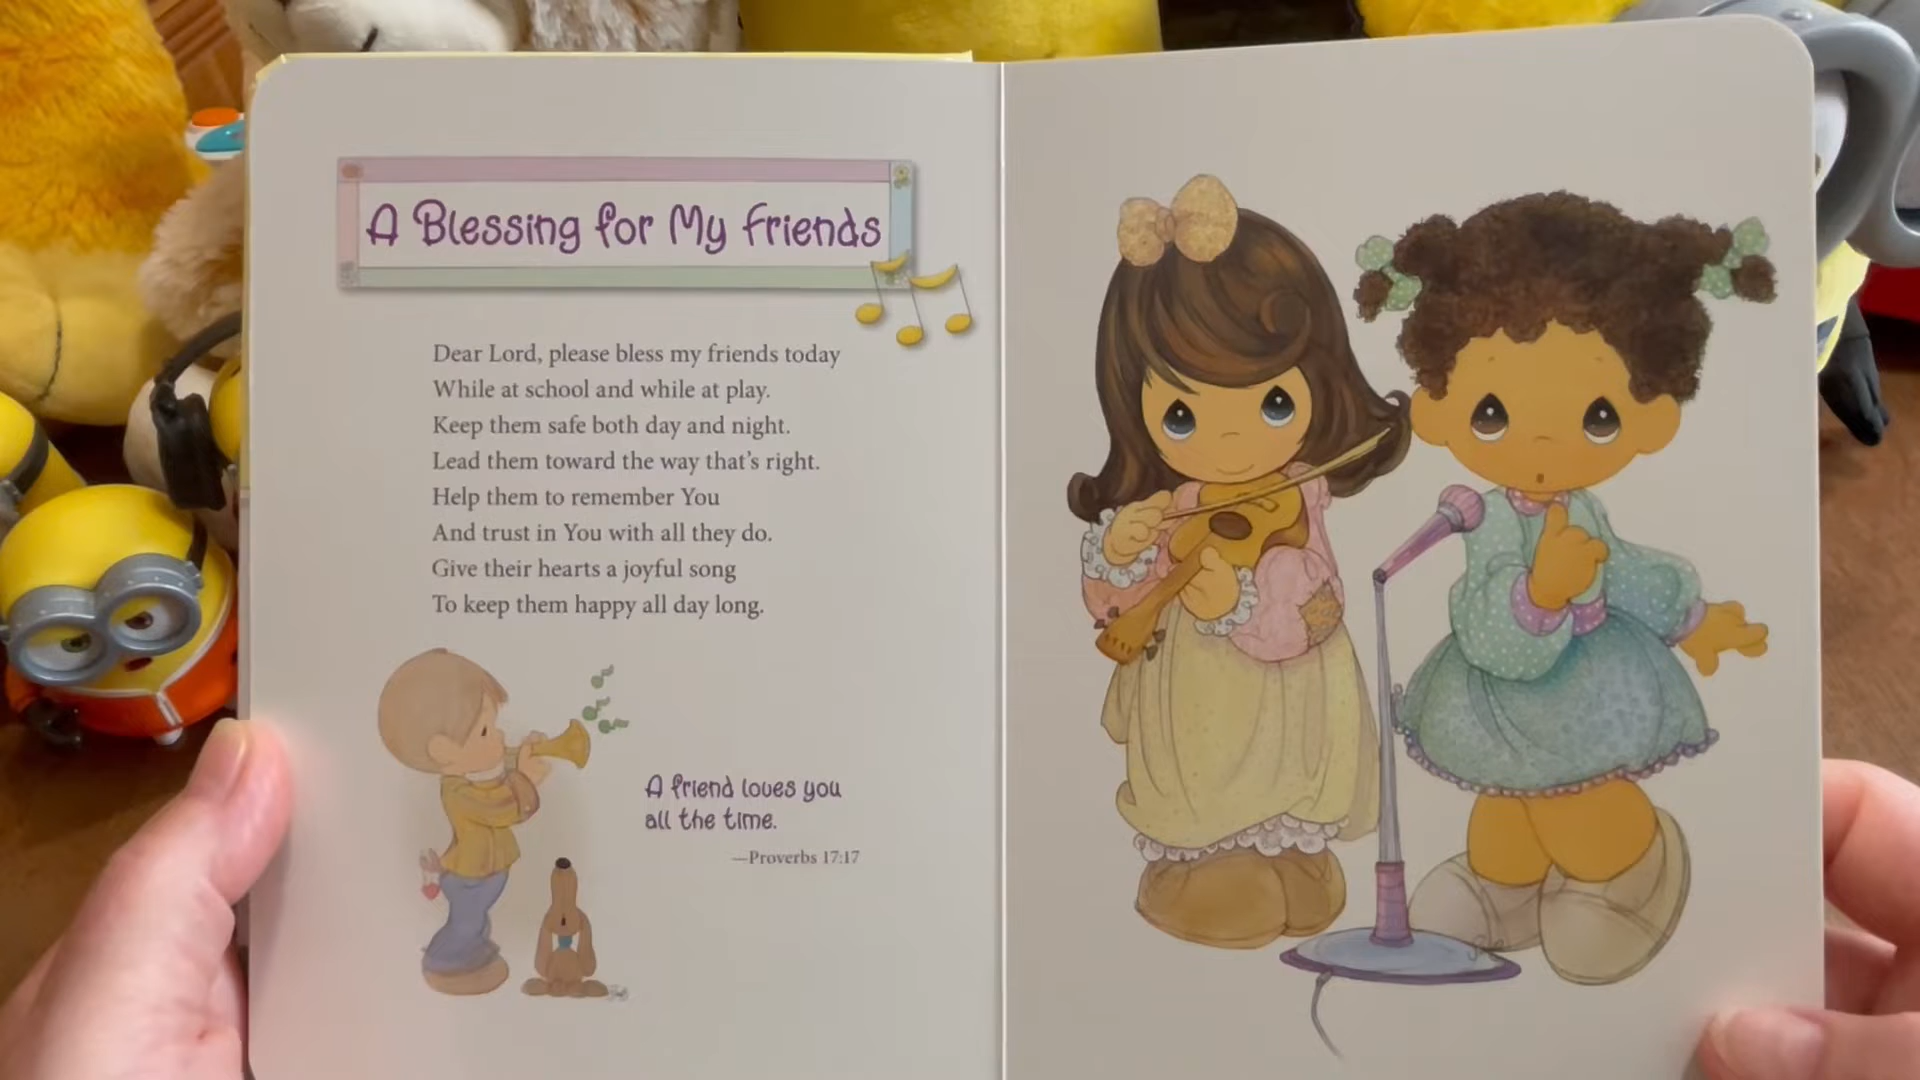 A Blessing for My Friends
Dear Lord, please bless my friends today
While at school and while at play.
Keep them safe both day and night.
Lead them toward the way that's right.
Help them to remember You
And trust in You with all they do.
Give their hearts a joyful song
To keep them happy all day long.
A friend loves you
all the time.
—Proverbs 17:17